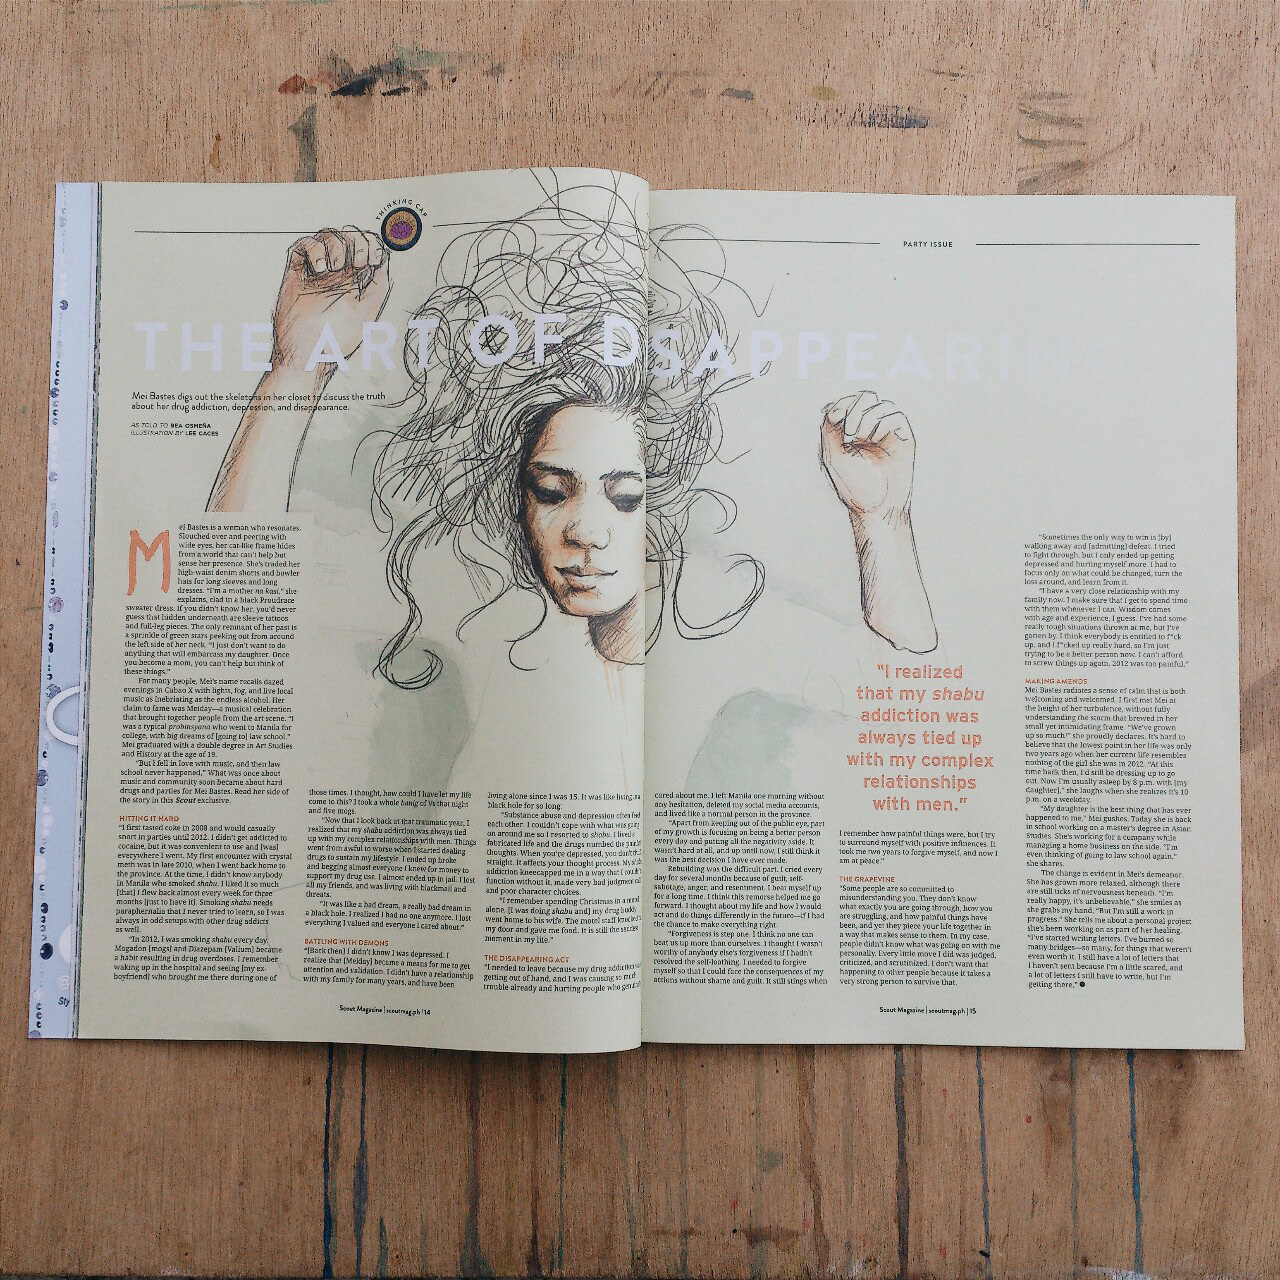 THINKING CAP
PARTY ISSUE
THE ART OF DISAPPEARING
Mei Bastes digs out the skeletons in her closet to discuss the truth
about her drug addiction, depression, and disappearance.
AS TOLD TO BEA OSMEÑA
ILLUSTRATION BY LEE CACES
Mei Bastes is a woman who resonates.
Slouched over and peering with
wide eyes, her cat-like frame hides
from a world that can't help but
sense her presence. She's traded her
high-waist denim shorts and bowler
hats for long sleeves and long
dresses. "I'm a mother na kasi," she
explains, clad in a black Proudrace
sweater dress. If you didn't know her, you'd never
guess that hidden underneath are sleeve tattoos
and full-leg pieces. The only remnant of her past is
a sprinkle of green stars peeking out from around
the left side of her neck. "I just don't want to do
anything that will embarrass my daughter. Once
you become a mom, you can't help but think of
these things."
For many people, Mei's name recalls dazed
evenings in Cubao X with lights, fog, and live local
music as inebriating as the endless alcohol. Her
claim to fame was Meiday—a musical celebration
that brought together people from the art scene. "I
was a typical probinsyana who went to Manila for
college, with big dreams of [going to] law school."
Mei graduated with a double degree in Art Studies
and History at the age of 19.
"But I fell in love with music, and then law
school never happened." What was once about
music and community soon became about hard
drugs and parties for Mei Bastes. Read her side of
the story in this Scout exclusive.
HITTING IT HARD
"I first tasted coke in 2008 and would casually
snort in parties until 2012. I didn't get addicted to
cocaine, but it was convenient to use and [was]
everywhere I went. My first encounter with crystal
meth was in late 2010, when I went back home to
the province. At the time, I didn't know anybody
in Manila who smoked shabu. I liked it so much
[that] I flew back almost every week for three
months [just to have it]. Smoking shabu needs
paraphernalia that I never tried to learn, so I was
always in odd setups with other drug addicts
as well.
"In 2012, I was smoking shabu every day.
Mogadon [mogs] and Diazepam [Valium] became
a habit resulting in drug overdoses. I remember
waking up in the hospital and seeing [my ex-
boyfriend] who brought me there during one of
those times. I thought, how could I have let my life
come to this? I took a whole banig of Vs that night
and five mogs.
"Now that I look back at that traumatic year, I
realized that my shabu addiction was always tied
up with my complex relationships with men. Things
went from awful to worse when I started dealing
drugs to sustain my lifestyle. I ended up broke
and begging almost everyone I knew for money to
support my drug use. I almost ended up in jail. I lost
all my friends, and was living with blackmail and
threats.
"It was like a bad dream, a really bad dream in
a black hole. I realized I had no one anymore. I lost
everything I valued and everyone I cared about."
BATTLING WITH DEMONS
"[Back then] I didn't know I was depressed. I
realize that [Meiday] became a means for me to get
attention and validation. I didn't have a relationship
with my family for many years, and have been
living alone since I was 15. It was like living in a
black hole for so long.
"Substance abuse and depression often feed
each other. I couldn't cope with what was going
on around me so I resorted to shabu. I lived a
fabricated life and the drugs numbed the painful
thoughts. When you're depressed, you don't think
straight. It affects your thought process. My
addiction kneecapped me in a way that I couldn't
function without it, made very bad judgment calls
and poor character choices.
"I remember spending Christmas in a motel
alone. [I was doing shabu and] my drug buddy
went home to his wife. The motel staff knocked on
my door and gave me food. It is still the saddest
moment in my life."
THE DISAPPEARING ACT
"I needed to leave because my drug addiction was
getting out of hand, and I was causing so much
trouble already and hurting people who genuinely
cared about me. I left Manila one morning without
any hesitation, deleted my social media accounts,
and lived like a normal person in the province.
"Apart from keeping out of the public eye, part
of my growth is focusing on being a better person
every day and putting all the negativity aside. It
wasn't hard at all, and up until now, I still think it
was the best decision I have ever made.
Rebuilding was the difficult part. I cried every
day for several months because of guilt, self-
sabotage, anger, and resentment. I beat myself up
for a long time. I think this remorse helped me go
forward. I thought about my life and how I would
act and do things differently in the future—if I had
the chance to make everything right.
"Forgiveness is step one. I think no one can
beat us up more than ourselves. I thought I wasn't
worthy of anybody else's forgiveness if I hadn't
resolved the self-loathing. I needed to forgive
myself so that I could face the consequences of my
actions without shame and guilt. It still stings when
"I realized
that my shabu
addiction was
always tied up
with my complex
relationships
with men."
I remember how painful things were, but I try
to surround myself with positive influences. It
took me two years to forgive myself, and now I
am at peace."
THE GRAPEVINE
"Some people are so committed to
misunderstanding you. They don't know
what exactly you are going through, how you
are struggling, and how painful things have
been, and yet they piece your life together in
a way that makes sense to them. In my case,
people didn't know what was going on with me
personally. Every little move I did was judged,
criticized, and scrutinized. I don't want that
happening to other people because it takes a
very strong person to survive that.
"Sometimes the only way to win is [by]
walking away and [admitting] defeat. I tried
to fight through, but I only ended up getting
depressed and hurting myself more. I had to
focus only on what could be changed, turn the
loss around, and learn from it.
"I have a very close relationship with my
family now. I make sure that I get to spend time
with them whenever I can. Wisdom comes
with age and experience, I guess. I've had some
really tough situations thrown at me, but I've
gotten by. I think everybody is entitled to f*ck
up, and I f*cked up really hard, so I'm just
trying to be a better person now. I can't afford
to screw things up again. 2012 was too painful."
MAKING AMENDS
Mei Bastes radiates a sense of calm that is both
welcoming and welcomed. I first met Mei at
the height of her turbulence, without fully
understanding the storm that brewed in her
small yet intimidating frame. "We've grown
up so much!" she proudly declares. It's hard to
believe that the lowest point in her life was only
two years ago when her current life resembles
nothing of the girl she was in 2012. "At this
time back then, I'd still be dressing up to go
out. Now I'm usually asleep by 8 p.m. with [my
daughter]," she laughs when she realizes it's 10
p.m. on a weekday.
"My daughter is the best thing that has ever
happened to me," Mei gushes. Today she is back
in school working on a master's degree in Asian
Studies. She's working for a company while
managing a home business on the side. "I'm
even thinking of going to law school again,"
she shares.
The change is evident in Mei's demeanor.
She has grown more relaxed, although there
are still ticks of nervousness beneath. "I'm
really happy, it's unbelievable," she smiles as
she grabs my hand, "But I'm still a work in
progress." She tells me about a personal project
she's been working on as part of her healing.
"I've started writing letters. I've burned so
many bridges—so many, for things that weren't
even worth it. I still have a lot of letters that
I haven't sent because I'm a little scared, and
a lot of letters I still have to write, but I'm
getting there."
Scout Magazine | scoutmag.ph | 14
Scout Magazine | scoutmag.ph | 15